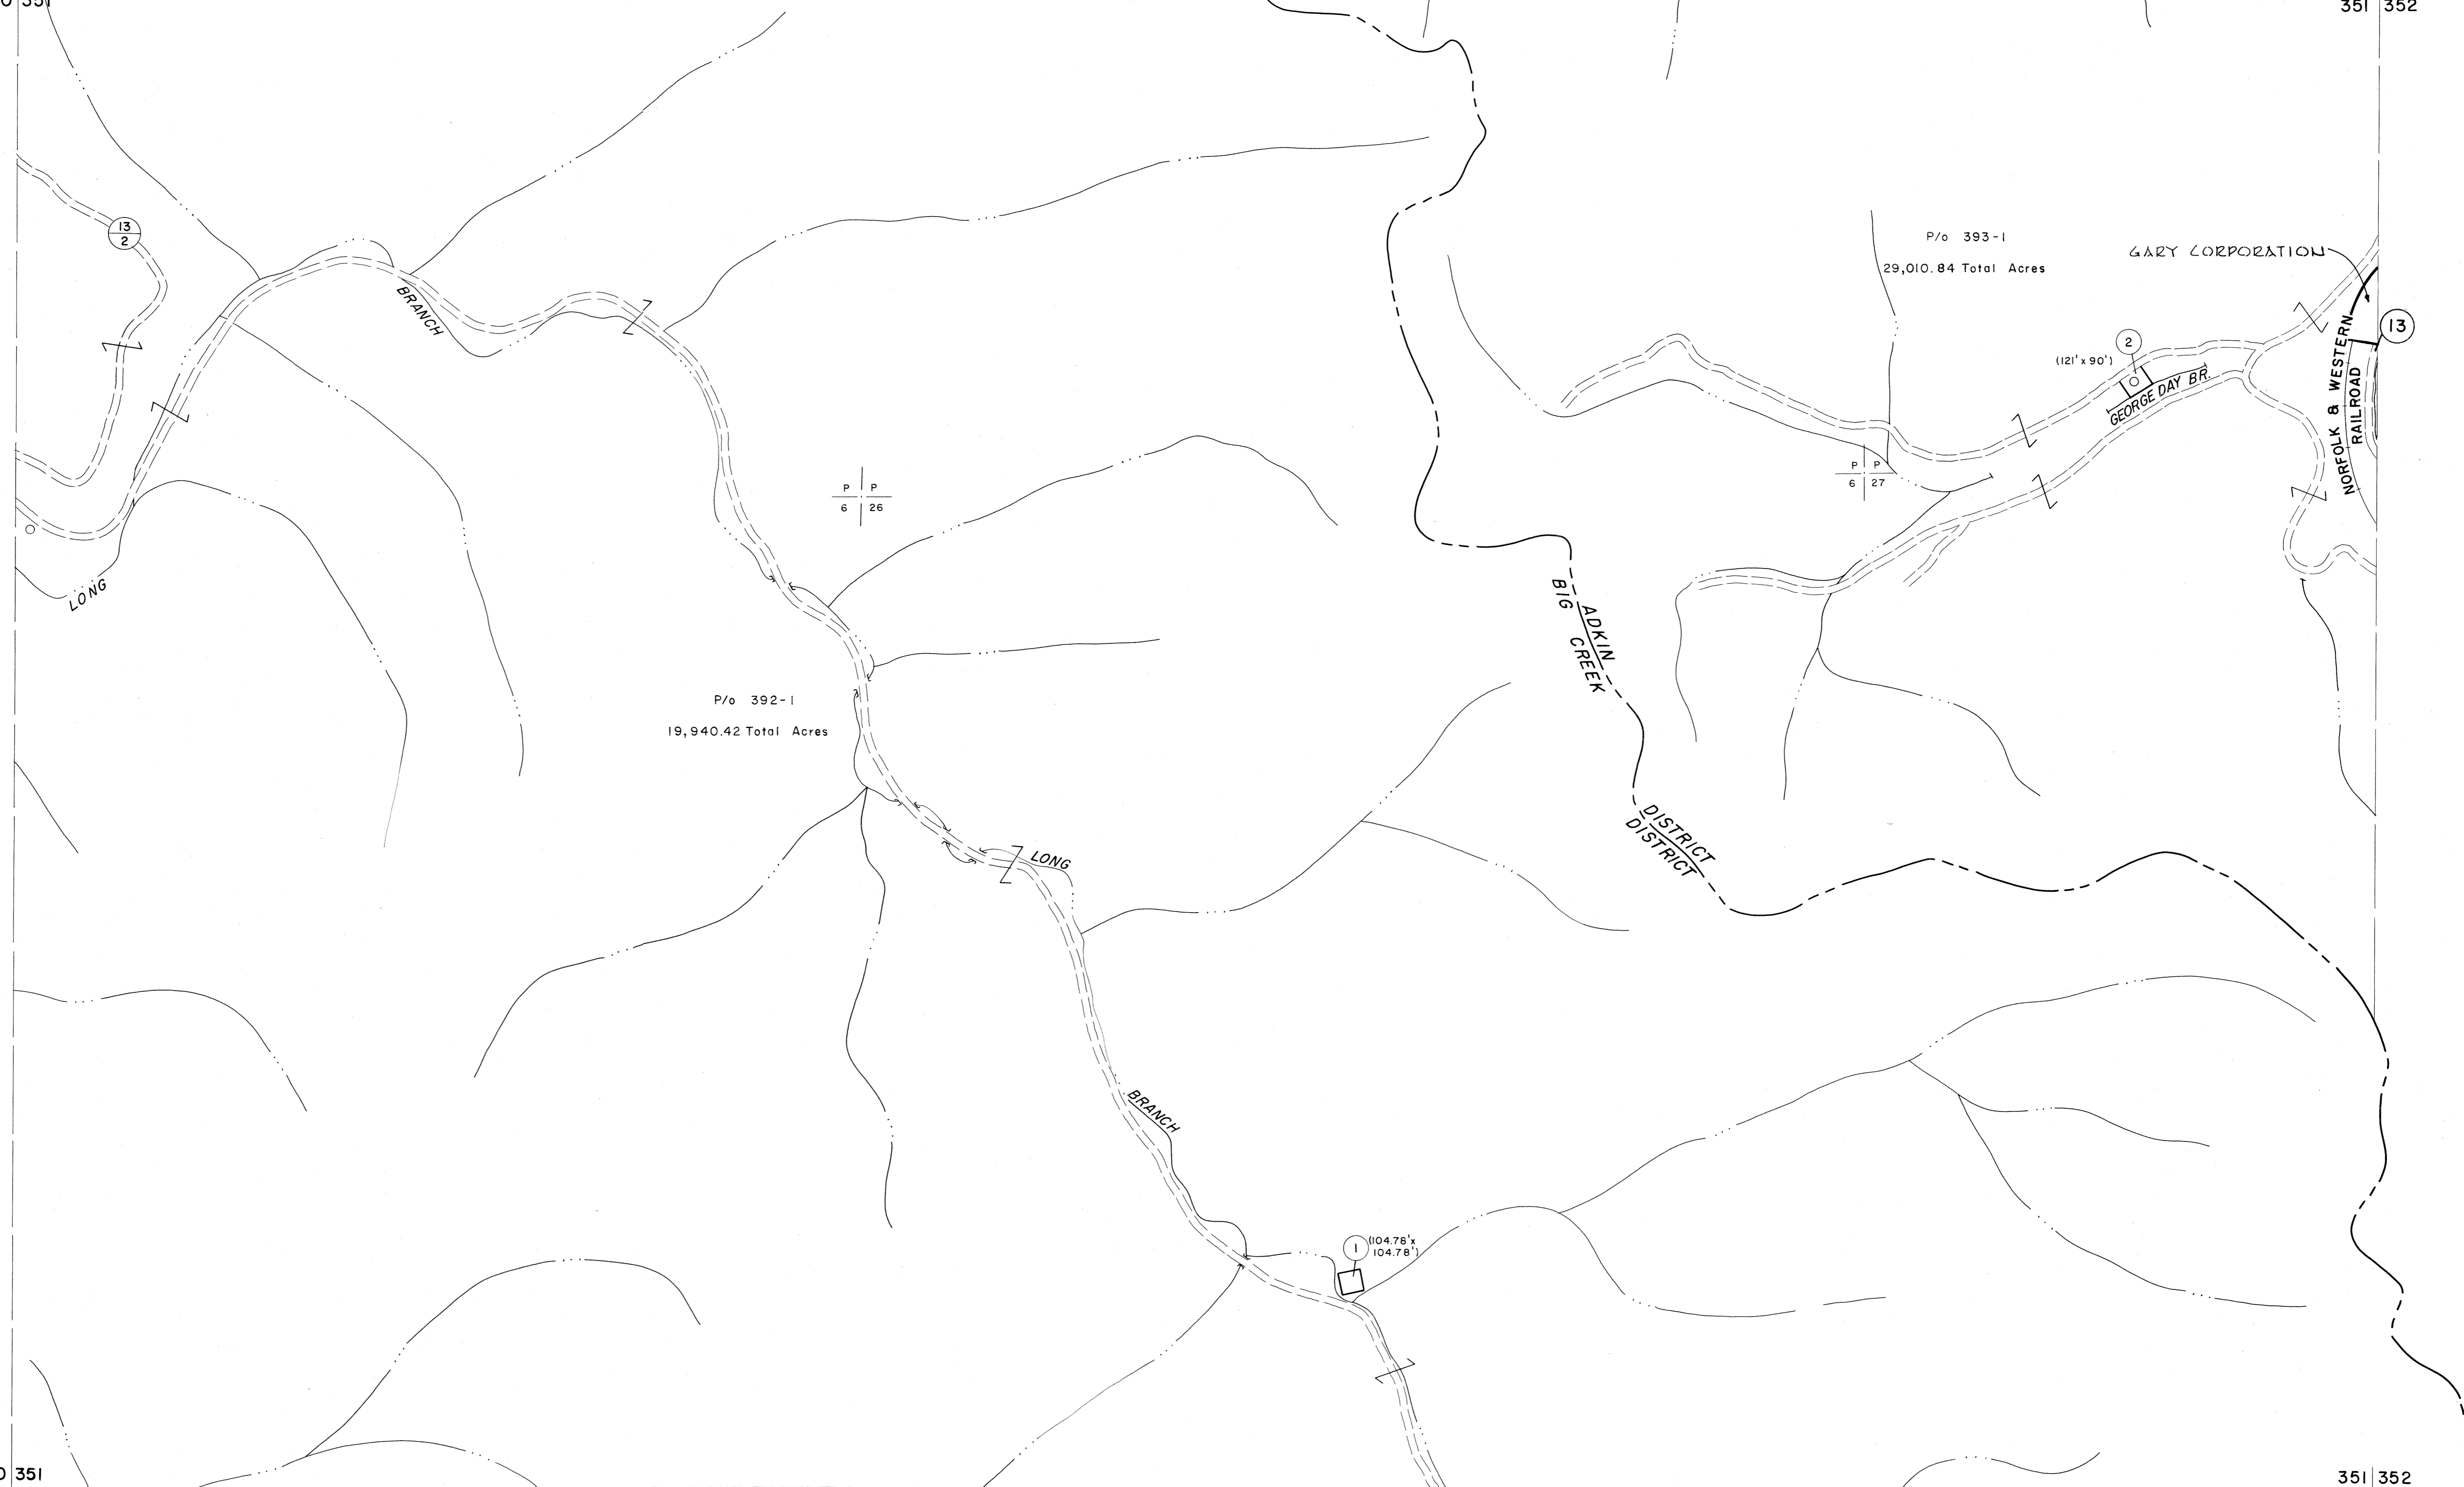 351
351 352
13
2
BRANCH
P/o 393-1
29,010.84 Total Acres
GARY CORPORATION
13
2
(121' x 90')
GEORGE DAY BR.
NORFOLK & WESTERN
RAILROAD
P P
6 26
P P
6 27
LONG
ADKIN
BIG CREEK
P/o 392-1
19,940.42 Total Acres
DISTRICT
DISTRICT
LONG
BRANCH
1
(104.78' x
104.78')
351
351 352